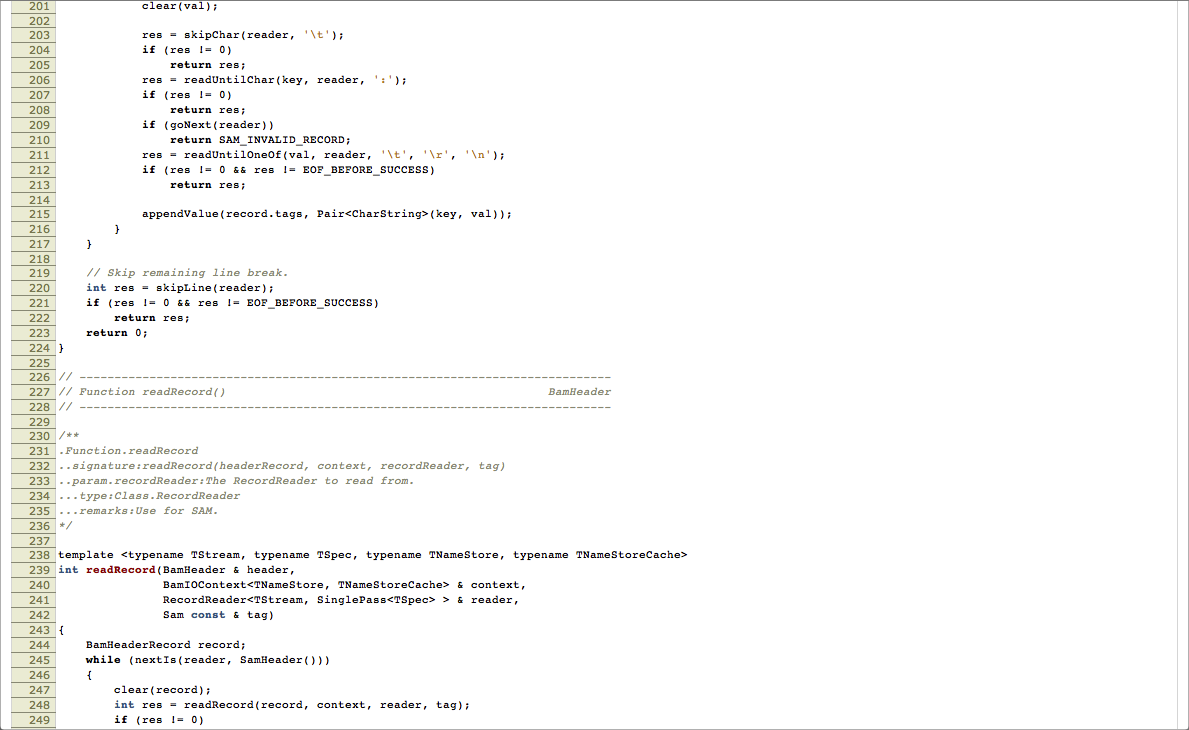 201 clear(val);
202
203 res = skipChar(reader, '\t');
204 if (res != 0)
205 return res;
206 res = readUntilChar(key, reader, ':');
207 if (res != 0)
208 return res;
209 if (goNext(reader))
210 return SAM_INVALID_RECORD;
211 res = readUntilOneOf(val, reader, '\t', '\r', '\n');
212 if (res != 0 && res != EOF_BEFORE_SUCCESS)
213 return res;
214
215 appendValue(record.tags, Pair<CharString>(key, val));
216 }
217 }
218
219 // Skip remaining line break.
220 int res = skipLine(reader);
221 if (res != 0 && res != EOF_BEFORE_SUCCESS)
222 return res;
223 return 0;
224 }
225
226 // ----------------------------------------------------------------------------
227 // Function readRecord() BamHeader
228 // ----------------------------------------------------------------------------
229
230 /**
231 .Function.readRecord
232 ..signature:readRecord(headerRecord, context, recordReader, tag)
233 ..param.recordReader:The RecordReader to read from.
234 ...type:Class.RecordReader
235 ...remarks:Use for SAM.
236 */
237
238 template <typename TStream, typename TSpec, typename TNameStore, typename TNameStoreCache>
239 int readRecord(BamHeader & header,
240 BamIOContext<TNameStore, TNameStoreCache> & context,
241 RecordReader<TStream, SinglePass<TSpec> > & reader,
242 Sam const & tag)
243 {
244 BamHeaderRecord record;
245 while (nextIs(reader, SamHeader()))
246 {
247 clear(record);
248 int res = readRecord(record, context, reader, tag);
249 if (res != 0)